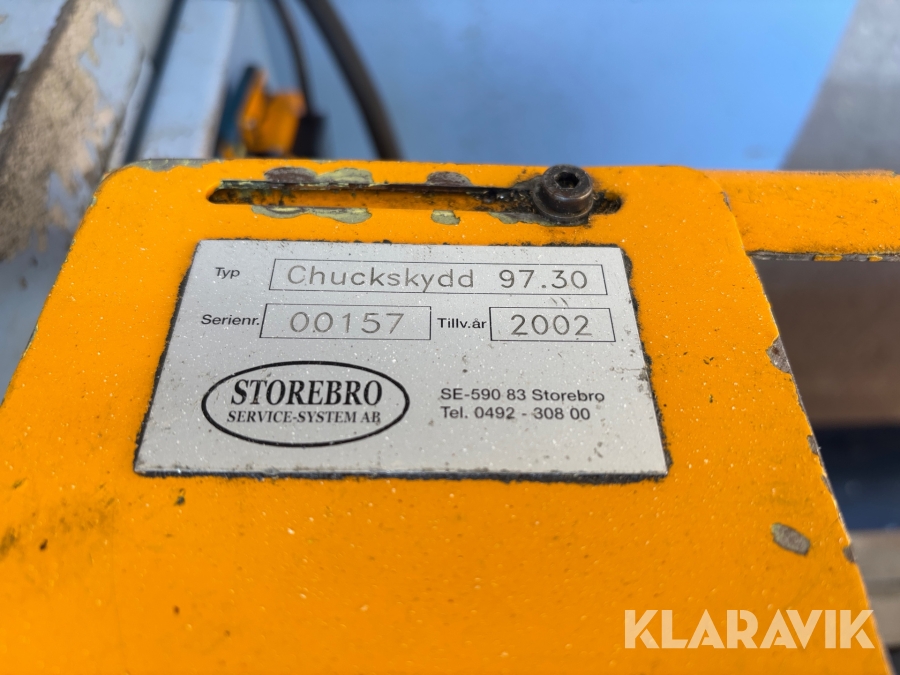 Typ Chuckskydd 97.30
Serienr. 00157 Tillv.år 2002
STOREBRO
SERVICE-SYSTEM AB
SE-590 83 Storebro
Tel. 0492 - 308 00
KLARAVIK